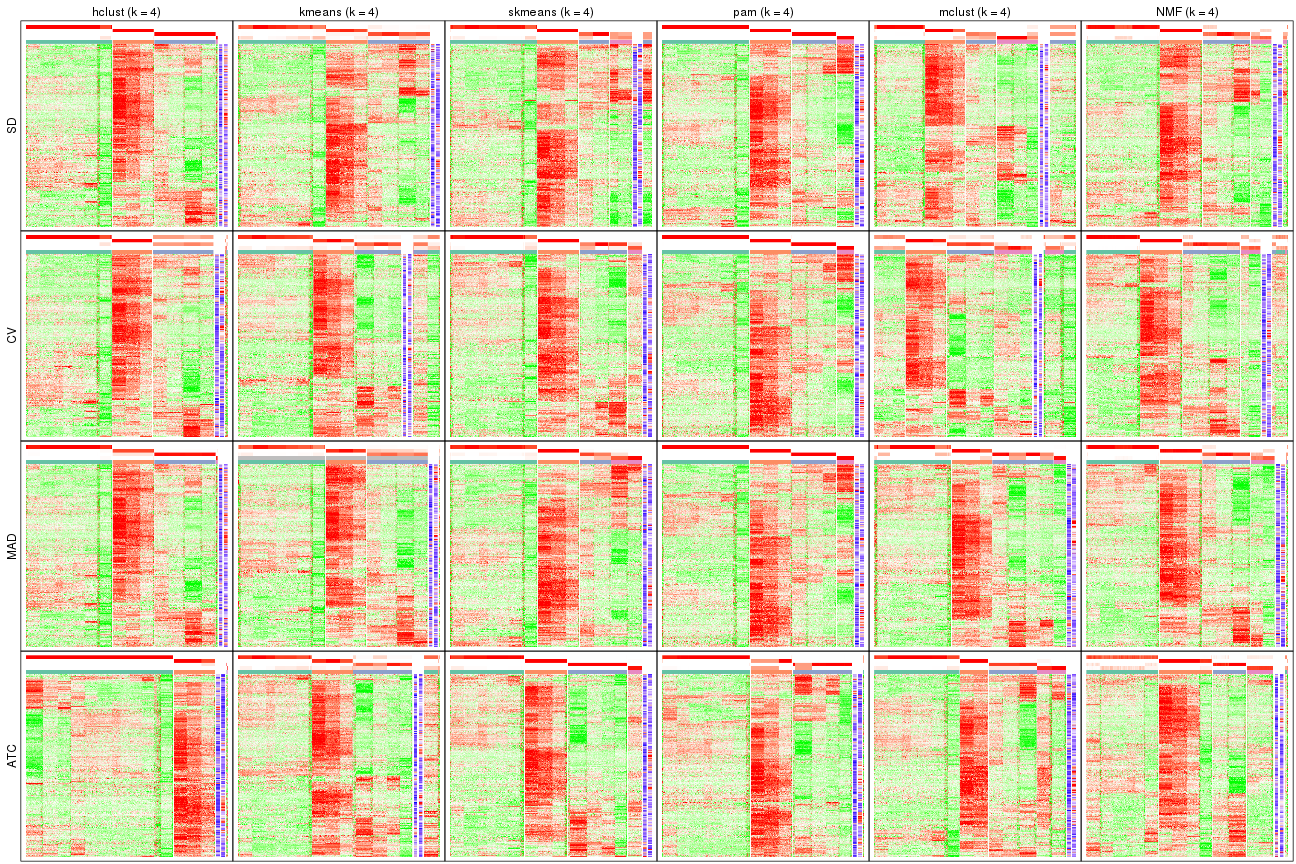 hclust (k = 4) kmeans (k = 4) skmeans (k = 4) pam (k = 4) mclust (k = 4) NMF (k = 4)
SD
CV
MAD
ATC